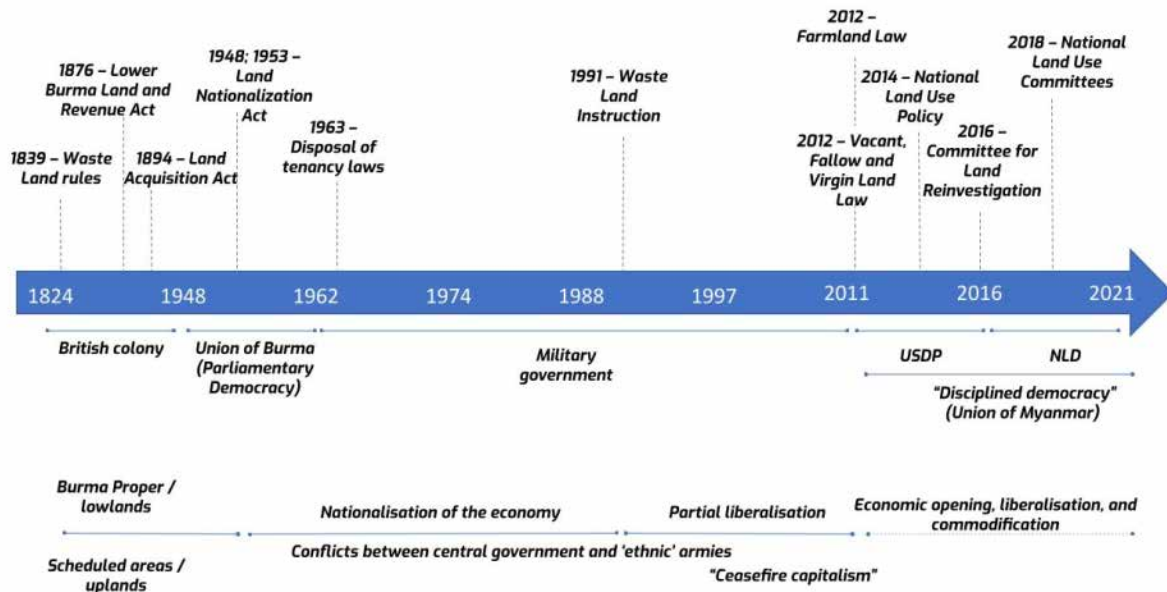 1839 – Waste
Land rules
1876 – Lower
Burma Land and
Revenue Act
1894 – Land
Acquisition Act
1948; 1953 –
Land
Nationalization
Act
1963 –
Disposal of
tenancy laws
1991 – Waste
Land
Instruction
2012 –
Farmland Law
2012 – Vacant,
Fallow and
Virgin Land
Law
2014 – National
Land Use
Policy
2016 –
Committee for
Land
Reinvestigation
2018 – National
Land Use
Committees
1824 1948 1962 1974 1988 1997 2011 2016 2021
British colony
Union of Burma
(Parliamentary
Democracy)
Military
government
USDP
NLD
"Disciplined democracy"
(Union of Myanmar)
Burma Proper /
lowlands
Scheduled areas /
uplands
Nationalisation of the economy
Partial liberalisation
Economic opening, liberalisation, and
commodification
Conflicts between central government and 'ethnic' armies
"Ceasefire capitalism"